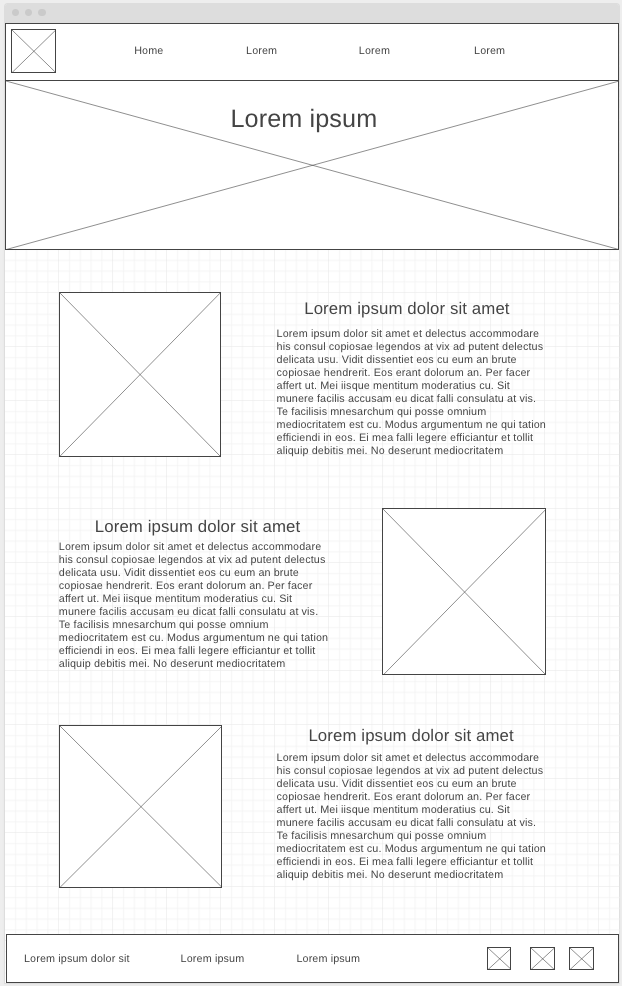 Home Lorem Lorem Lorem
Lorem ipsum
Lorem ipsum dolor sit amet
Lorem ipsum dolor sit amet et delectus accommodare
his consul copiosae legendos at vix ad putent delectus
delicata usu. Vidit dissentiet eos cu eum an brute
copiosae hendrerit. Eos erant dolorum an. Per facer
affert ut. Mei iisque mentitum moderatius cu. Sit
munere facilis accusam eu dicat falli consulatu at vis.
Te facilisis mnesarchum qui posse omnium
mediocritatem est cu. Modus argumentum ne qui tation
efficiendi in eos. Ei mea falli legere efficiantur et tollit
aliquip debitis mei. No deserunt mediocritatem
Lorem ipsum dolor sit amet
Lorem ipsum dolor sit amet et delectus accommodare
his consul copiosae legendos at vix ad putent delectus
delicata usu. Vidit dissentiet eos cu eum an brute
copiosae hendrerit. Eos erant dolorum an. Per facer
affert ut. Mei iisque mentitum moderatius cu. Sit
munere facilis accusam eu dicat falli consulatu at vis.
Te facilisis mnesarchum qui posse omnium
mediocritatem est cu. Modus argumentum ne qui tation
efficiendi in eos. Ei mea falli legere efficiantur et tollit
aliquip debitis mei. No deserunt mediocritatem
Lorem ipsum dolor sit amet
Lorem ipsum dolor sit amet et delectus accommodare
his consul copiosae legendos at vix ad putent delectus
delicata usu. Vidit dissentiet eos cu eum an brute
copiosae hendrerit. Eos erant dolorum an. Per facer
affert ut. Mei iisque mentitum moderatius cu. Sit
munere facilis accusam eu dicat falli consulatu at vis.
Te facilisis mnesarchum qui posse omnium
mediocritatem est cu. Modus argumentum ne qui tation
efficiendi in eos. Ei mea falli legere efficiantur et tollit
aliquip debitis mei. No deserunt mediocritatem
Lorem ipsum dolor sit Lorem ipsum Lorem ipsum